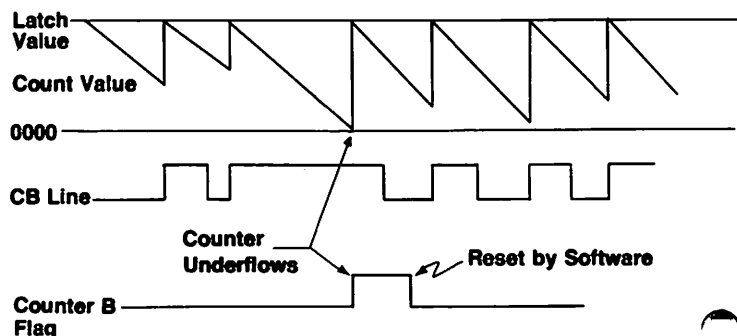 Latch
Value
Count Value
0000
CB Line
Counter
Underflows
Reset by Software
Counter B
Flag